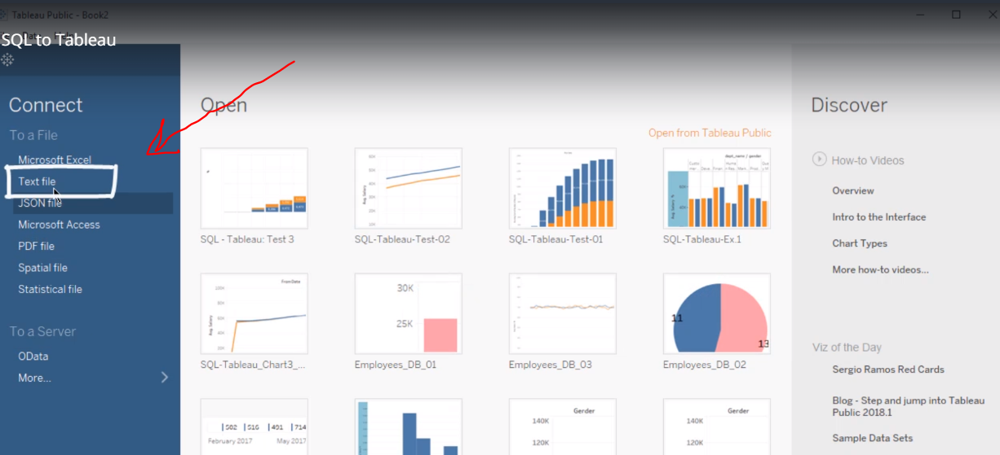 Tableau Public - Book2
SQL to Tableau
Connect
To a File
Microsoft Excel
Text file
JSON file
Microsoft Access
PDF file
Spatial file
Statistical file
To a Server
OData
More...
Open
Open from Tableau Public
dept_name / gender
SQL - Tableau: Test 3
SQL-Tableau-Test-02
SQL-Tableau-Test-01
SQL-Tableau-Ex.1
30K
25K
11
13
SQL-Tableau_Chart3_...
Employees_DB_01
Employees_DB_03
Employees_DB_02
582 516 491 714
February 2017 May 2017
Gerder
140K
120K
Gerder
140K
120K
Discover
How-to Videos
Overview
Intro to the Interface
Chart Types
More how-to videos...
Viz of the Day
Sergio Ramos Red Cards
Blog - Step and jump into Tableau
Public 2018.1
Sample Data Sets